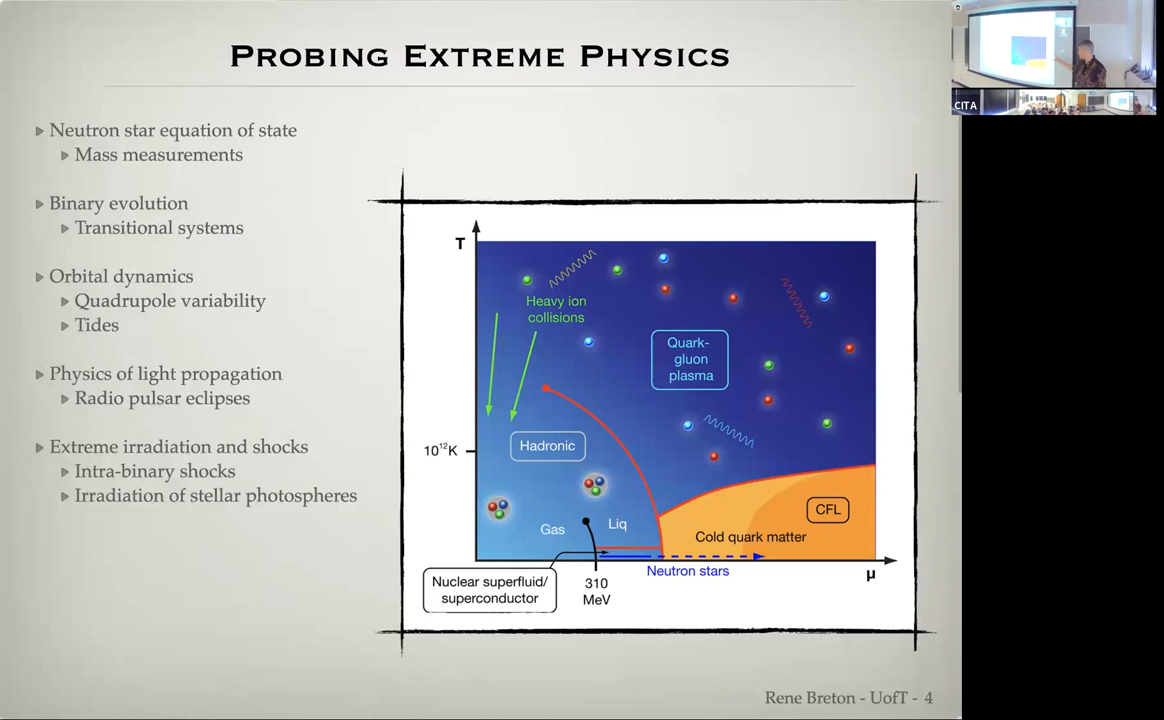 PROBING EXTREME PHYSICS
Neutron star equation of state
Mass measurements
Binary evolution
Transitional systems
Orbital dynamics
Quadrupole variability
Tides
Physics of light propagation
Radio pulsar eclipses
Extreme irradiation and shocks
Intra-binary shocks
Irradiation of stellar photospheres
T
Heavy ion
collisions
Quark-
gluon
plasma
10¹²K
Hadronic
Gas
Liq
CFL
Cold quark matter
Neutron stars
μ
Nuclear superfluid/
superconductor
310
MeV
Rene Breton - UofT - 4
CITA